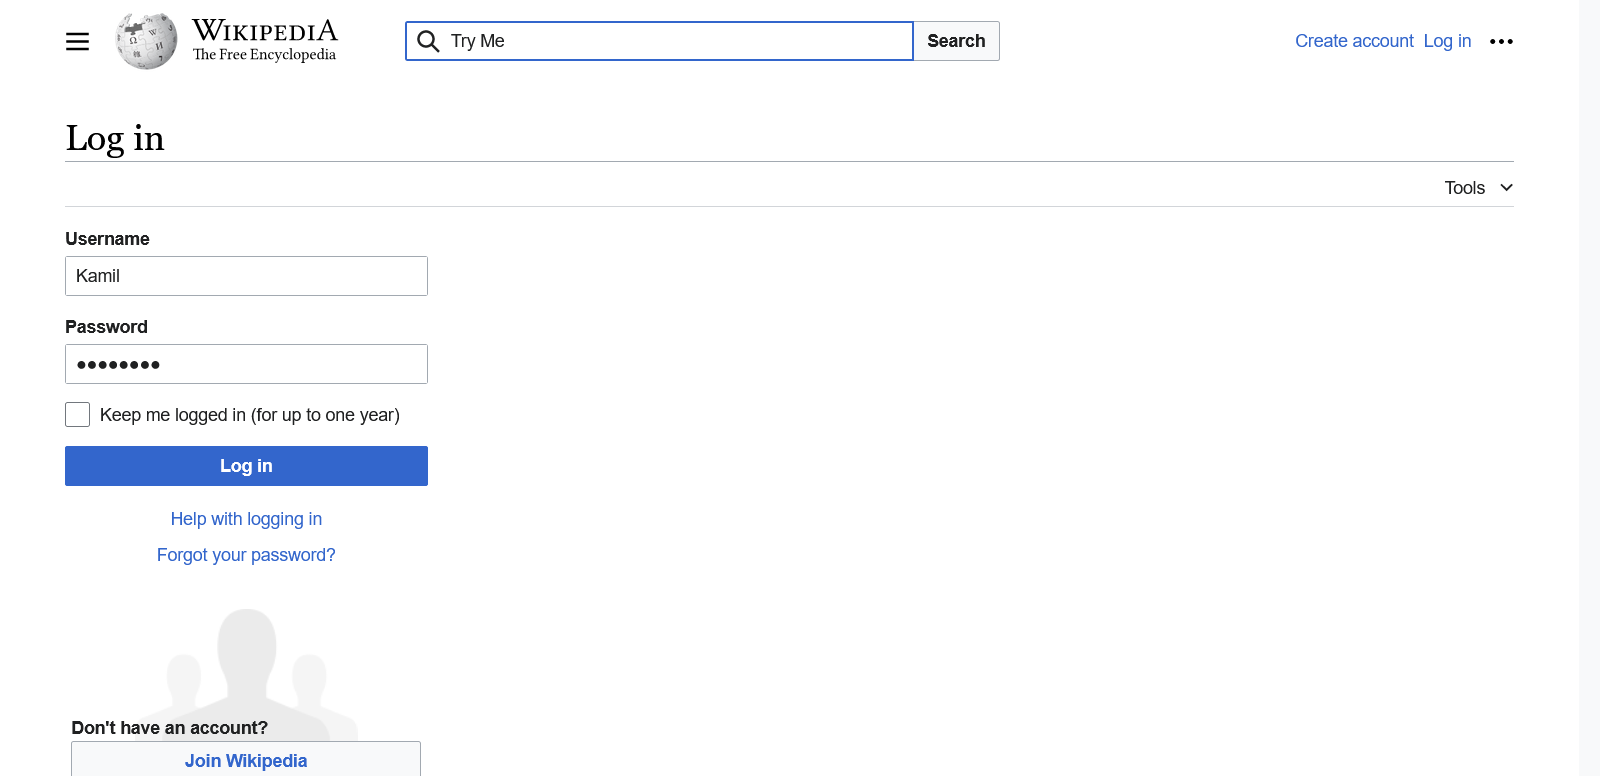 WIKIPEDIA
The Free Encyclopedia
Try Me
Search
Create account Log in
Log in
Tools
Username
Kamil
Password
••••••••
Keep me logged in (for up to one year)
Log in
Help with logging in
Forgot your password?
Don't have an account?
Join Wikipedia